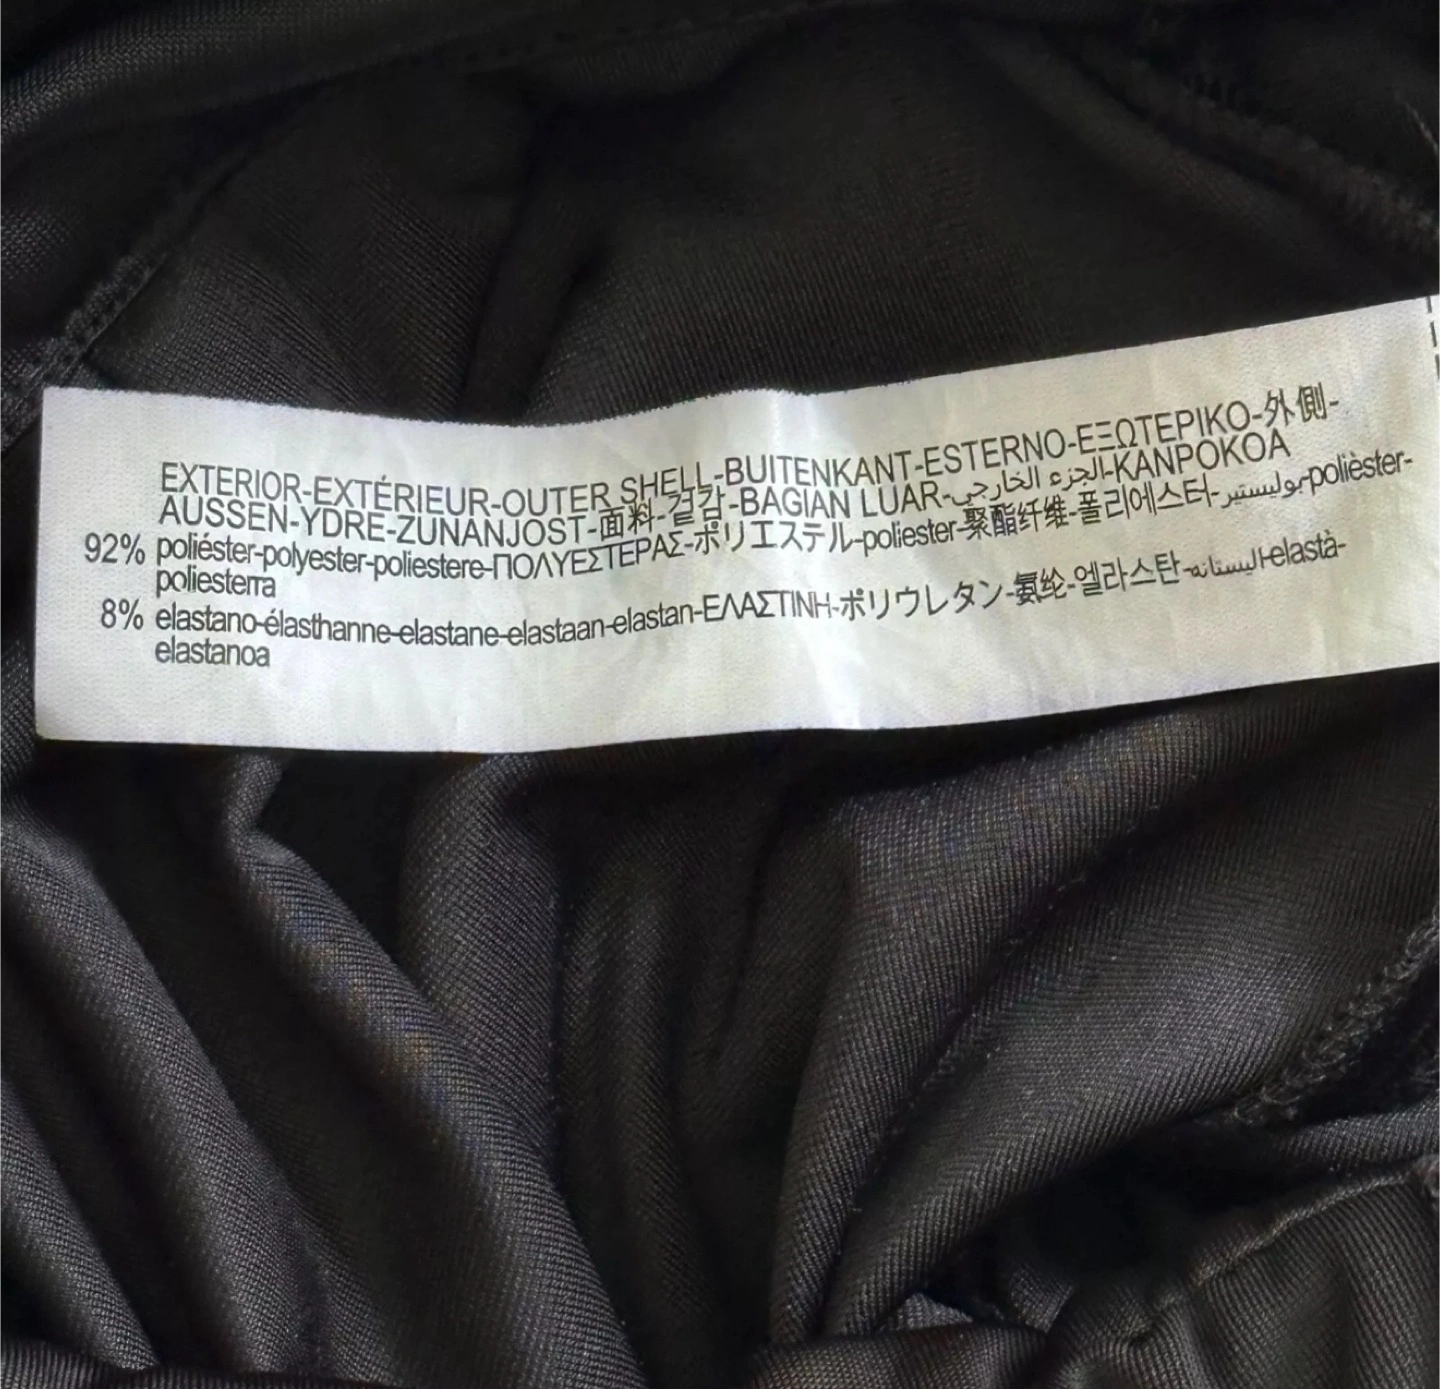 EXTERIOR-EXTÉRIEUR-OUTER SHELL-BUITENKANT-ESTERNO-ΕΞΩΤΕΡΙΚΟ-外側-
AUSSEN-YDRE-ZUNANJOST-面料-겉감-BAGIAN LUAR-الجزء الخارجي-KANPOKOA
92% poliéster-polyester-poliestere-ΠΟΛΥΕΣΤΕΡΑΣ-ポリエステル-poliester-聚酯纤维-폴리에스터-بوليستير-polièster-
poliesterra
8% elastano-élasthanne-elastane-elastaan-elastan-ΕΛΑΣΤΙΝΗ-ポリウレタン-氨纶-엘라스탄-اليستانه-elastà-
elastanoa